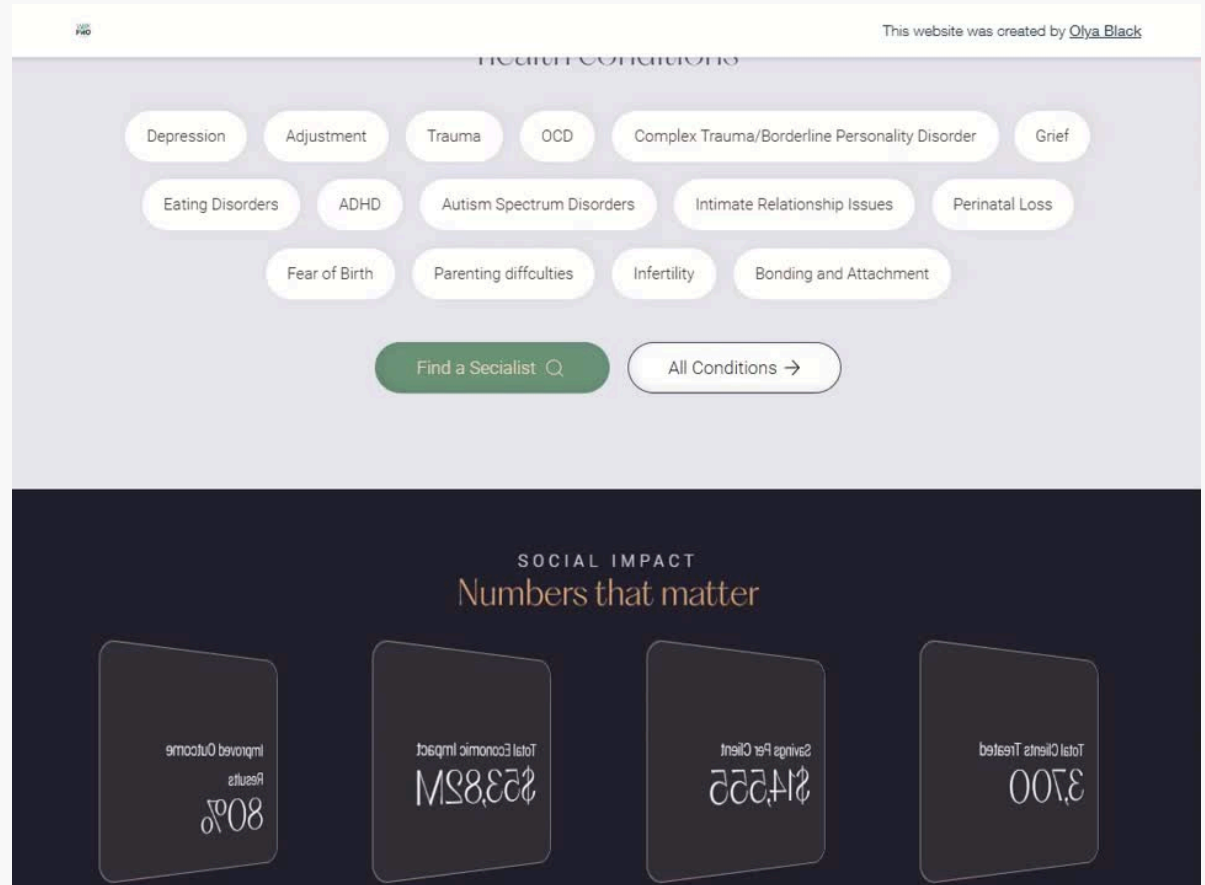 This website was created by Olya Black
health conditions
Depression Adjustment Trauma OCD Complex Trauma/Borderline Personality Disorder Grief
Eating Disorders ADHD Autism Spectrum Disorders Intimate Relationship Issues Perinatal Loss
Fear of Birth Parenting diffculties Infertility Bonding and Attachment
Find a Secialist All Conditions →
SOCIAL IMPACT
Numbers that matter
Improved Outcome
Results
80%
Total Economic Impact
$53,82M
Savings Per Client
$14,555
Total Clients Treated
3,700